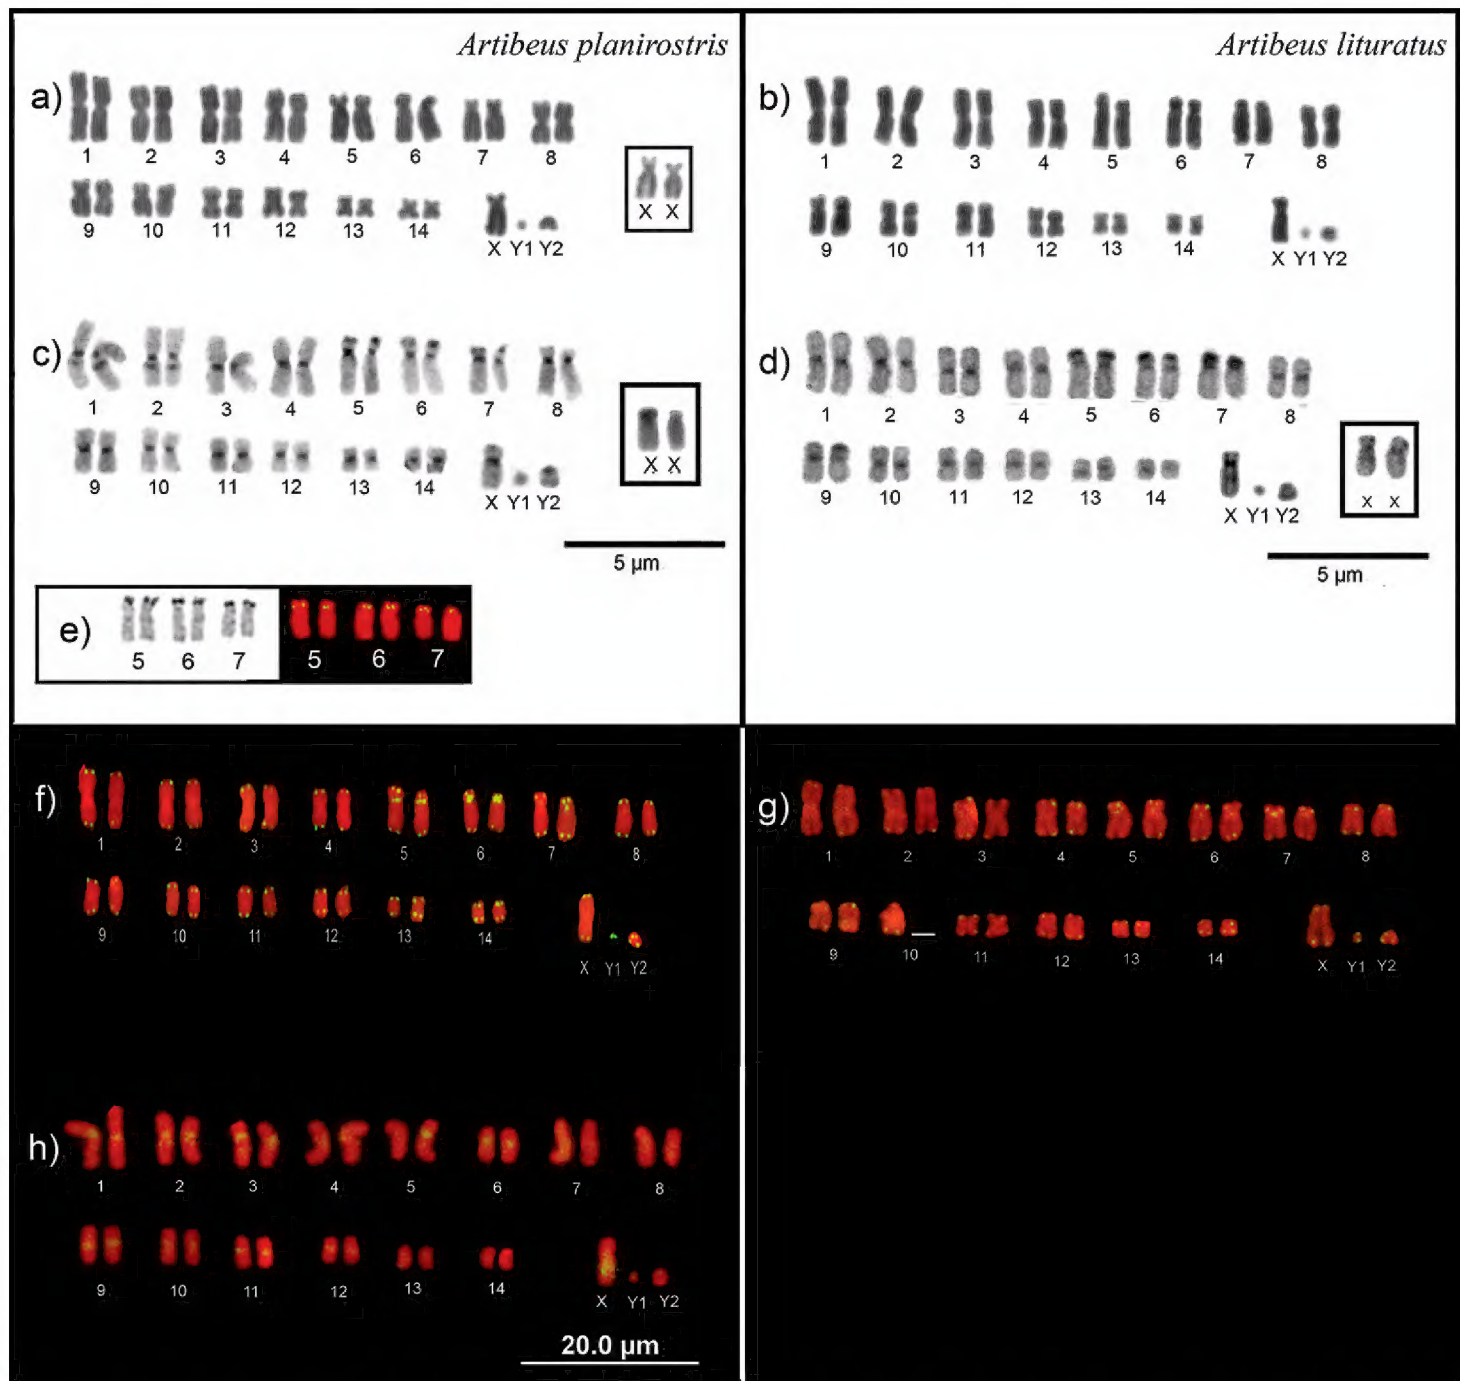 Artibeus planirostris
a)
1 2 3 4 5 6 7 8
X X
9 10 11 12 13 14 X Y1 Y2
c)
1 2 3 4 5 6 7 8
X X
9 10 11 12 13 14 X Y1 Y2
5 µm
e)
5 6 7 5 6 7
Artibeus lituratus
b)
1 2 3 4 5 6 7 8
9 10 11 12 13 14 X Y1 Y2
d)
1 2 3 4 5 6 7 8
9 10 11 12 13 14 X Y1 Y2
X X
5 µm
f)
1 2 3 4 5 6 7 8
9 10 11 12 13 14 X Y1 Y2
g)
1 2 3 4 5 6 7 8
9 10 11 12 13 14 X Y1 Y2
h)
1 2 3 4 5 6 7 8
9 10 11 12 13 14 X Y1 Y2
20.0 µm